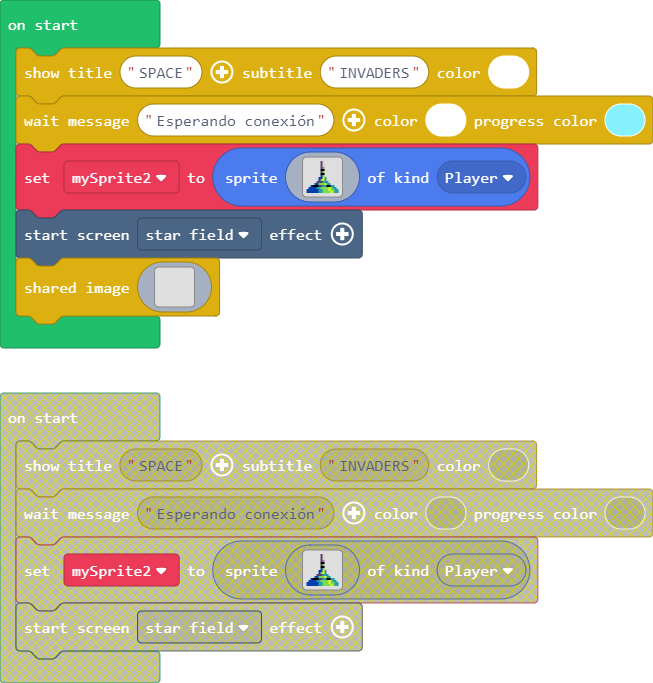 on start
show title "SPACE" subtitle "INVADERS" color
wait message "Esperando conexión" color progress color
set mySprite2 to sprite of kind Player
start screen star field effect
shared image
on start
show title "SPACE" subtitle "INVADERS" color
wait message "Esperando conexión" color progress color
set mySprite2 to sprite of kind Player
start screen star field effect